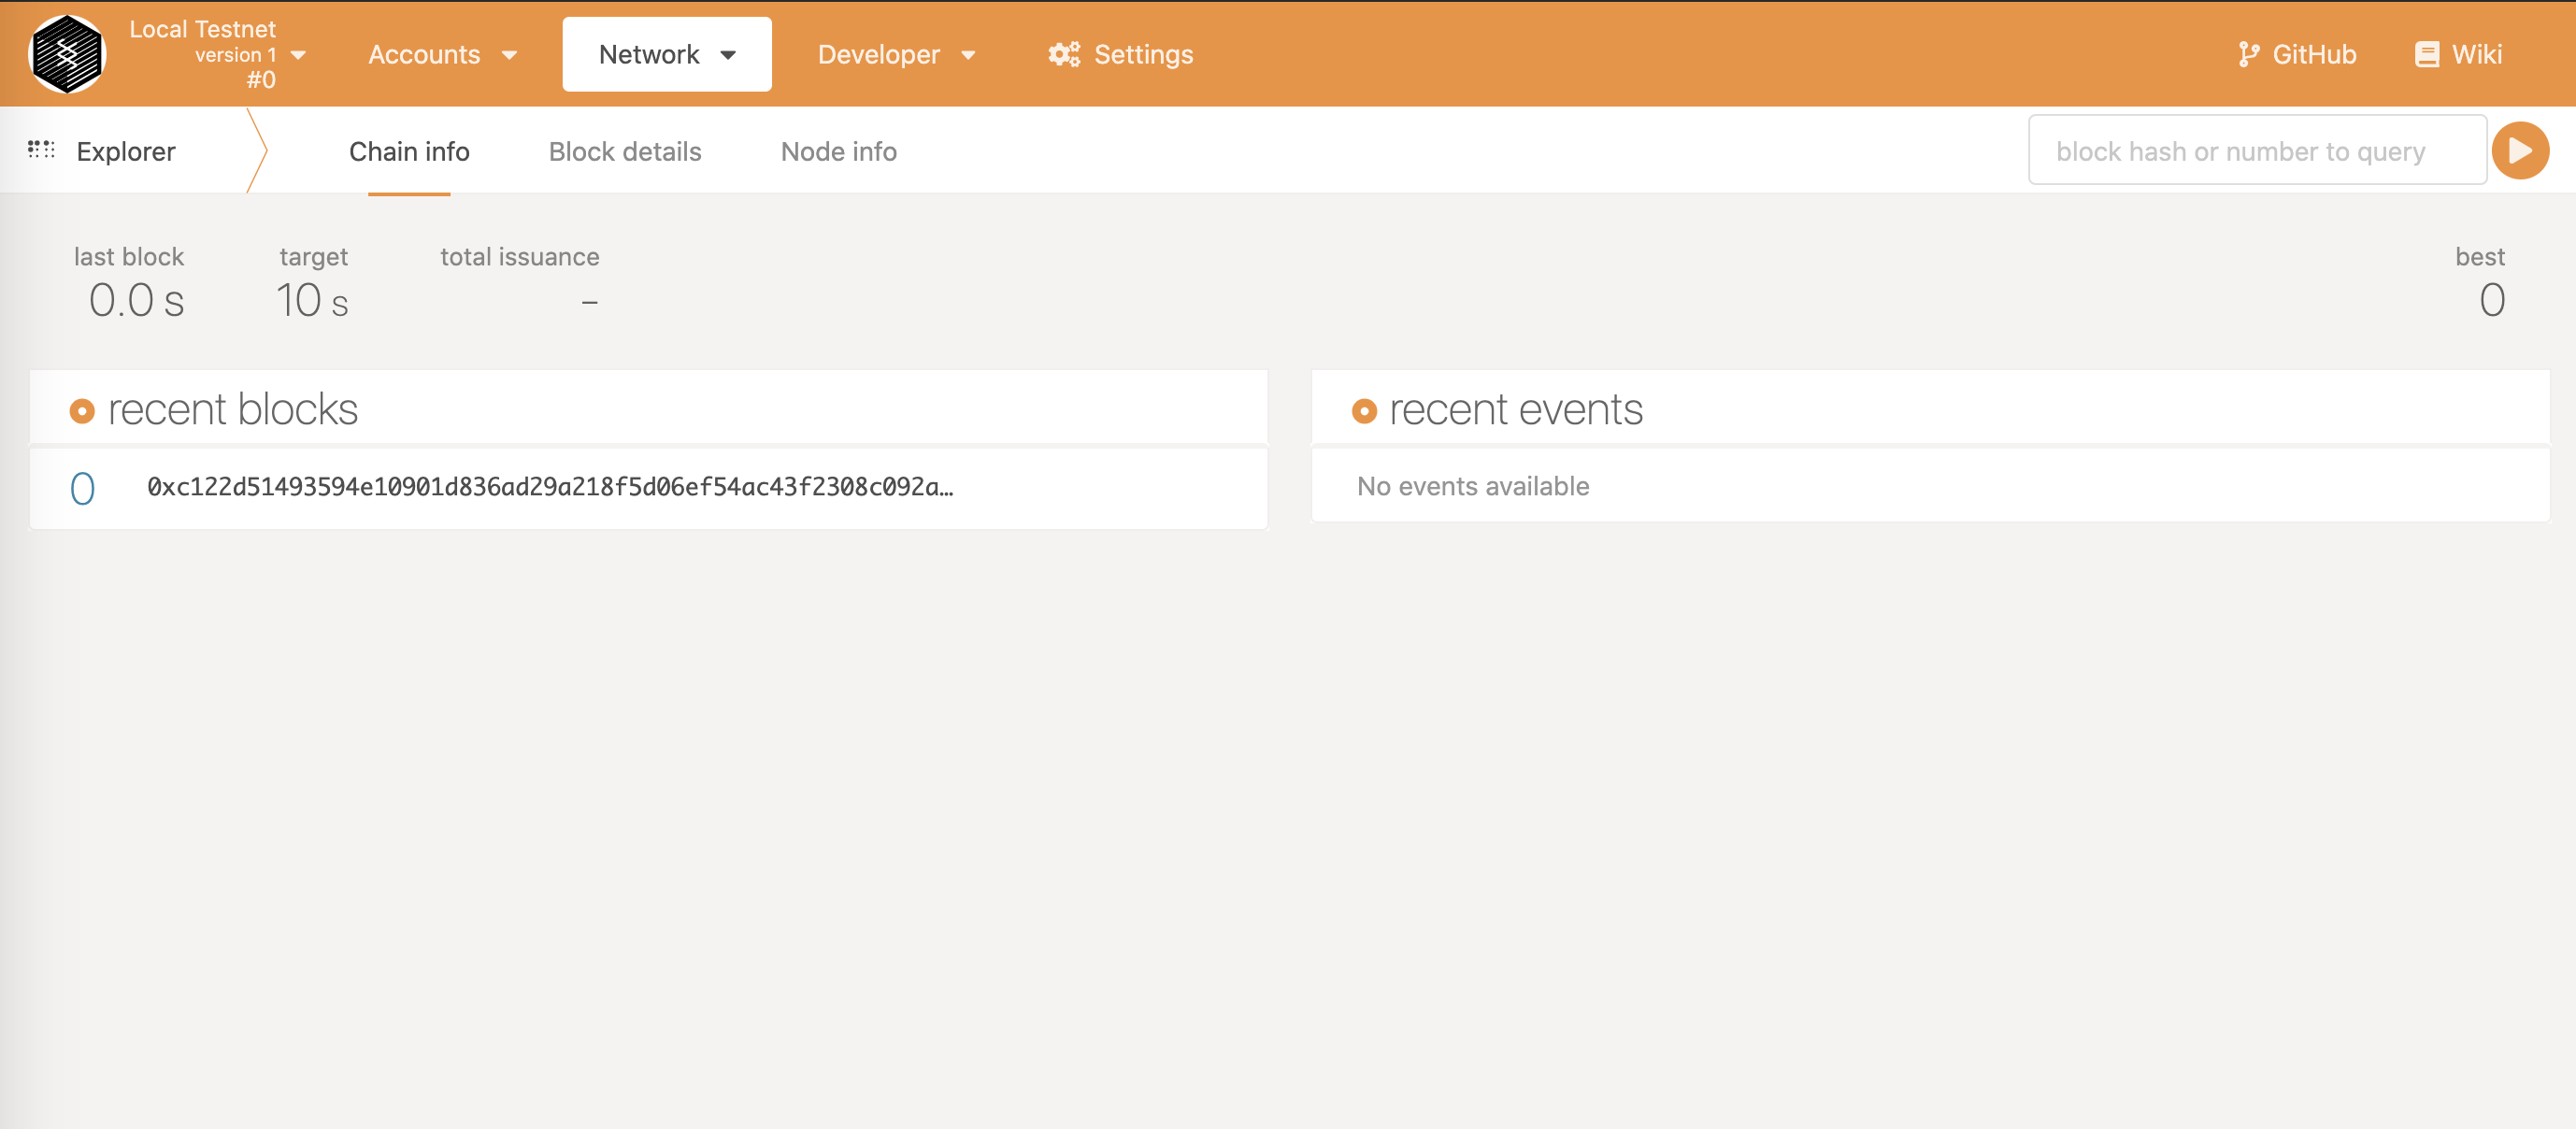 Local Testnet
version 1
#0
Accounts
Network
Developer
Settings
GitHub
Wiki
Explorer
Chain info
Block details
Node info
block hash or number to query
last block
0.0 s
target
10 s
total issuance
-
best
0
recent blocks
0 0xc122d51493594e10901d836ad29a218f5d06ef54ac43f2308c092a…
recent events
No events available